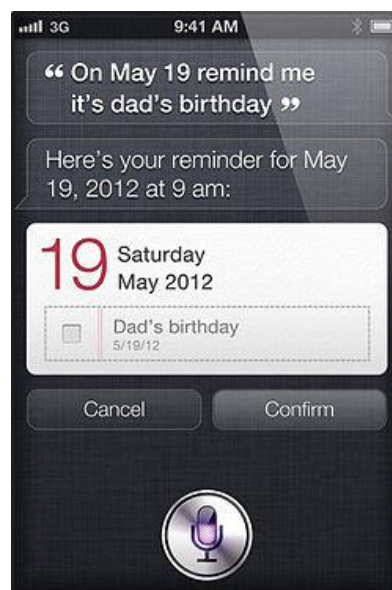 3G 9:41 AM
“ On May 19 remind me
it’s dad’s birthday ”
Here’s your reminder for May
19, 2012 at 9 am:
19 Saturday
May 2012
Dad’s birthday
5/19/12
Cancel Confirm